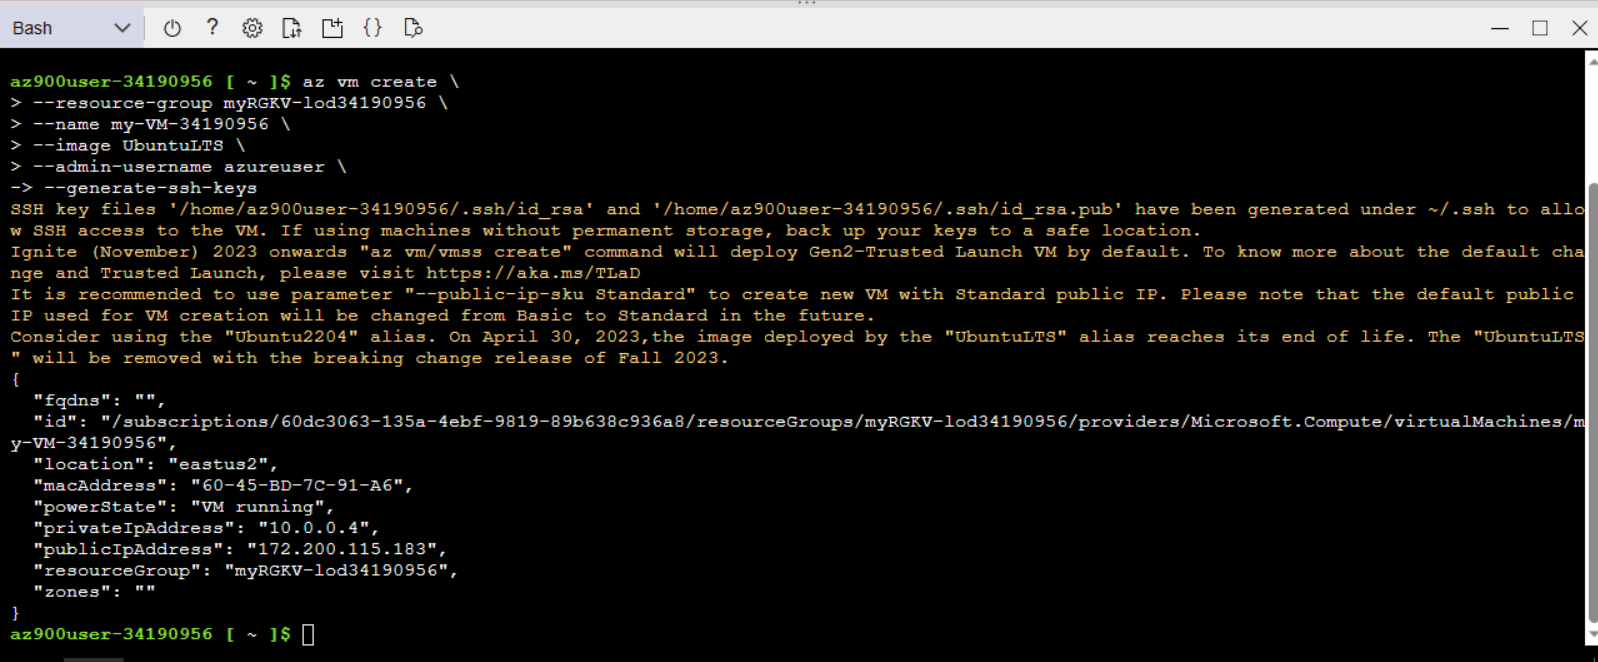 Bash
az900user-34190956 [ ~ ]$ az vm create \
> --resource-group myRGKV-lod34190956 \
> --name my-VM-34190956 \
> --image UbuntuLTS \
> --admin-username azureuser \
-> --generate-ssh-keys
SSH key files '/home/az900user-34190956/.ssh/id_rsa' and '/home/az900user-34190956/.ssh/id_rsa.pub' have been generated under ~/.ssh to allo
w SSH access to the VM. If using machines without permanent storage, back up your keys to a safe location.
Ignite (November) 2023 onwards "az vm/vmss create" command will deploy Gen2-Trusted Launch VM by default. To know more about the default cha
nge and Trusted Launch, please visit https://aka.ms/TLaD
It is recommended to use parameter "--public-ip-sku Standard" to create new VM with Standard public IP. Please note that the default public
IP used for VM creation will be changed from Basic to Standard in the future.
Consider using the "Ubuntu2204" alias. On April 30, 2023,the image deployed by the "UbuntuLTS" alias reaches its end of life. The "UbuntuLTS
" will be removed with the breaking change release of Fall 2023.
{
  "fqdns": "",
  "id": "/subscriptions/60dc3063-135a-4ebf-9819-89b638c936a8/resourceGroups/myRGKV-lod34190956/providers/Microsoft.Compute/virtualMachines/m
y-VM-34190956",
  "location": "eastus2",
  "macAddress": "60-45-BD-7C-91-A6",
  "powerState": "VM running",
  "privateIpAddress": "10.0.0.4",
  "publicIpAddress": "172.200.115.183",
  "resourceGroup": "myRGKV-lod34190956",
  "zones": ""
}
az900user-34190956 [ ~ ]$